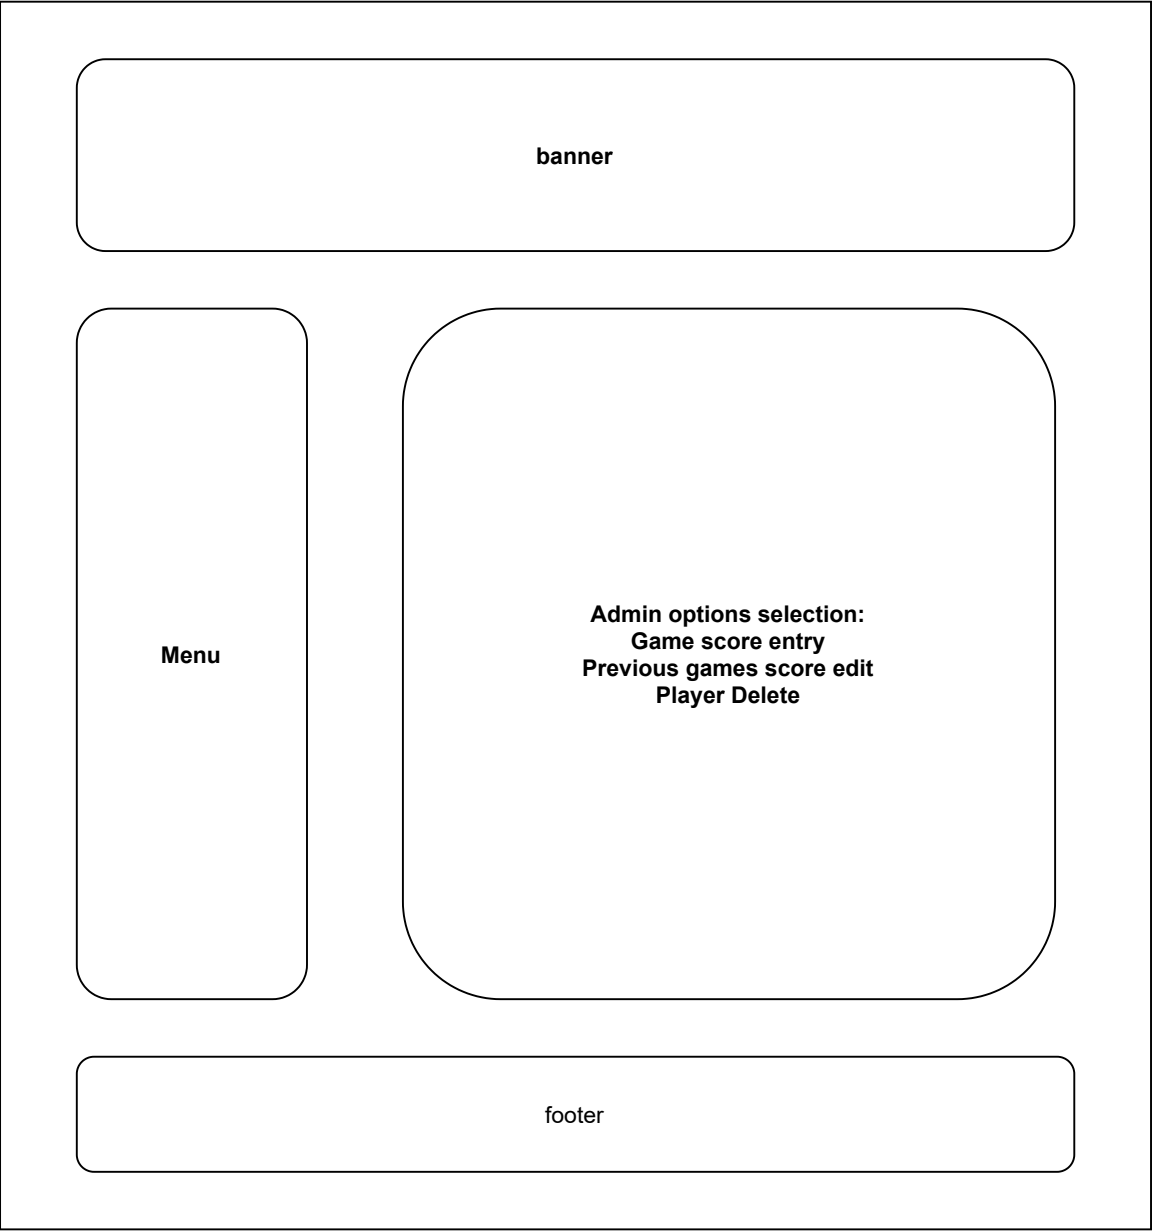 banner
Menu
Admin options selection:
Game score entry
Previous games score edit
Player Delete
footer